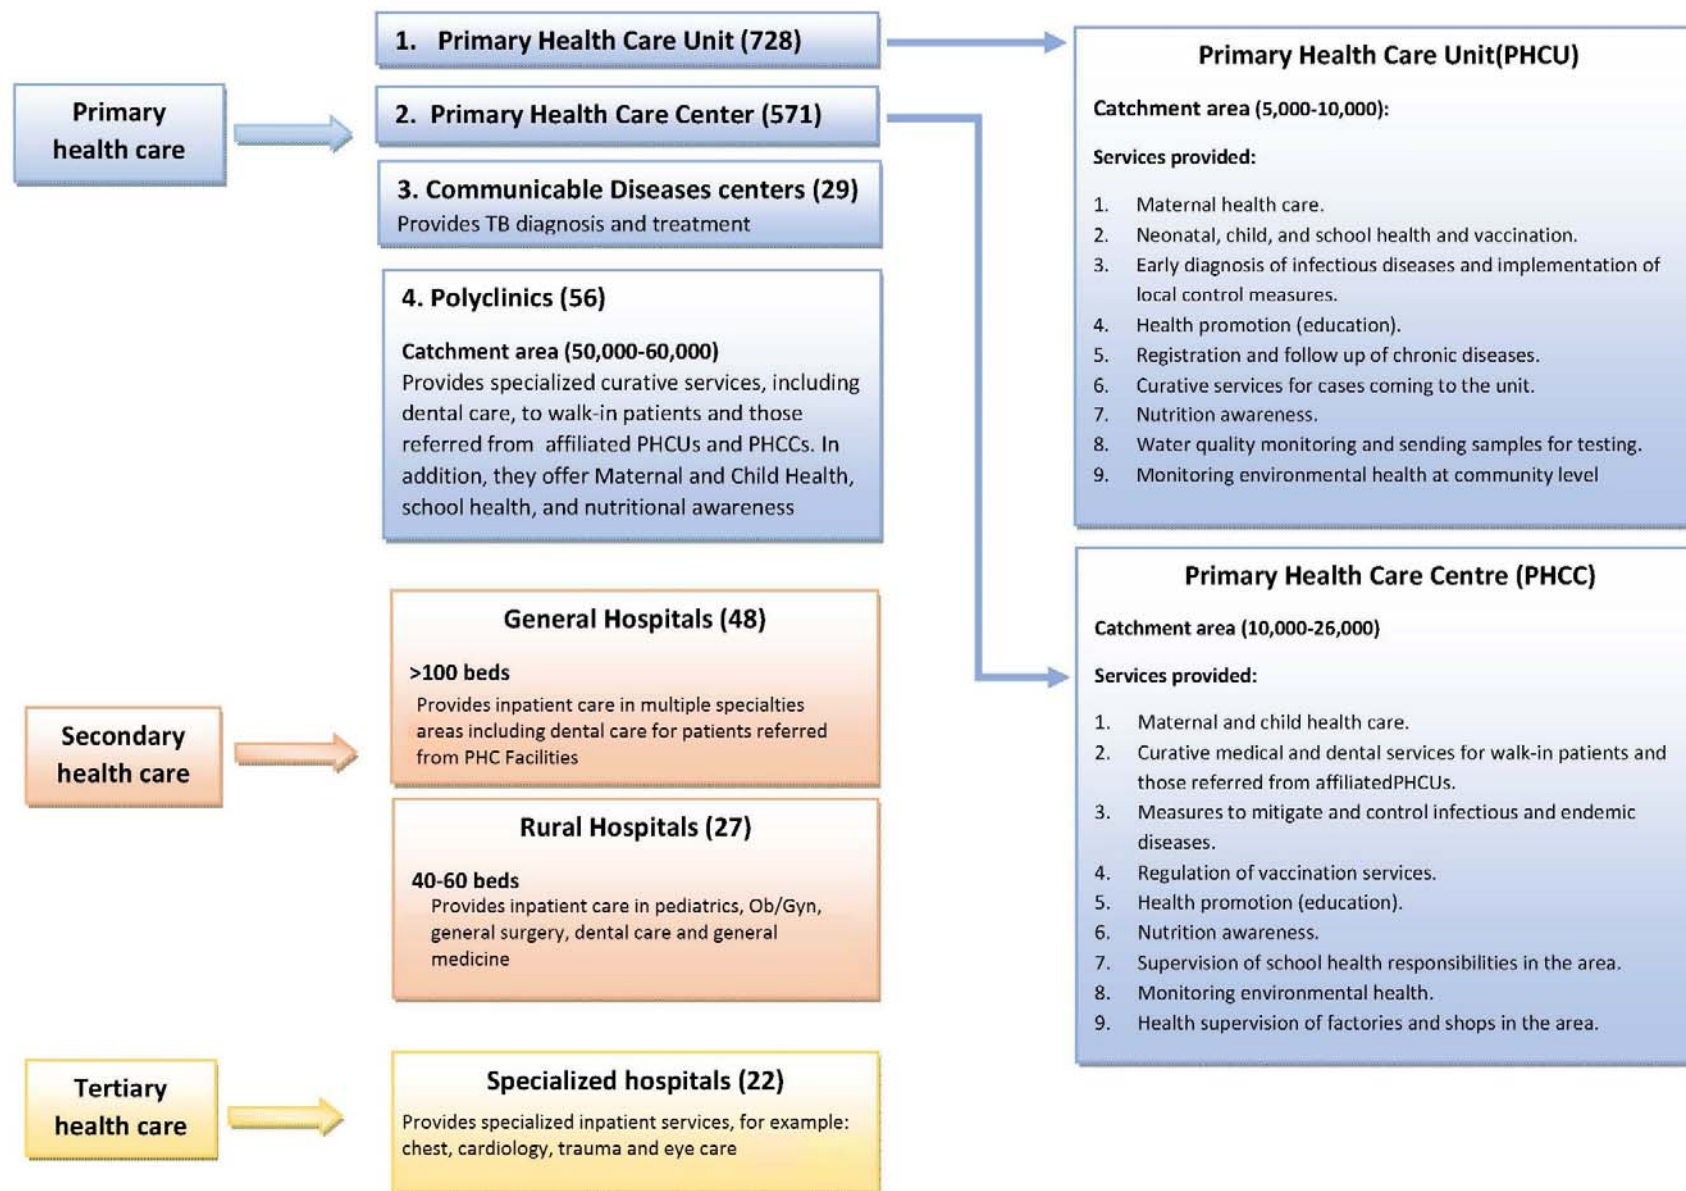 Primary
health care
1. Primary Health Care Unit (728)
2. Primary Health Care Center (571)
3. Communicable Diseases centers (29)
Provides TB diagnosis and treatment
4. Polyclinics (56)
Catchment area (50,000-60,000)
Provides specialized curative services, including
dental care, to walk-in patients and those
referred from affiliated PHCUs and PHCCs. In
addition, they offer Maternal and Child Health,
school health, and nutritional awareness
Primary Health Care Unit(PHCU)
Catchment area (5,000-10,000):
Services provided:
1. Maternal health care.
2. Neonatal, child, and school health and vaccination.
3. Early diagnosis of infectious diseases and implementation of
local control measures.
4. Health promotion (education).
5. Registration and follow up of chronic diseases.
6. Curative services for cases coming to the unit.
7. Nutrition awareness.
8. Water quality monitoring and sending samples for testing.
9. Monitoring environmental health at community level
Primary Health Care Centre (PHCC)
Catchment area (10,000-26,000)
Services provided:
1. Maternal and child health care.
2. Curative medical and dental services for walk-in patients and
those referred from affiliatedPHCUs.
3. Measures to mitigate and control infectious and endemic
diseases.
4. Regulation of vaccination services.
5. Health promotion (education).
6. Nutrition awareness.
7. Supervision of school health responsibilities in the area.
8. Monitoring environmental health.
9. Health supervision of factories and shops in the area.
Secondary
health care
General Hospitals (48)
>100 beds
Provides inpatient care in multiple specialties
areas including dental care for patients referred
from PHC Facilities
Rural Hospitals (27)
40-60 beds
Provides inpatient care in pediatrics, Ob/Gyn,
general surgery, dental care and general
medicine
Tertiary
health care
Specialized hospitals (22)
Provides specialized inpatient services, for example:
chest, cardiology, trauma and eye care